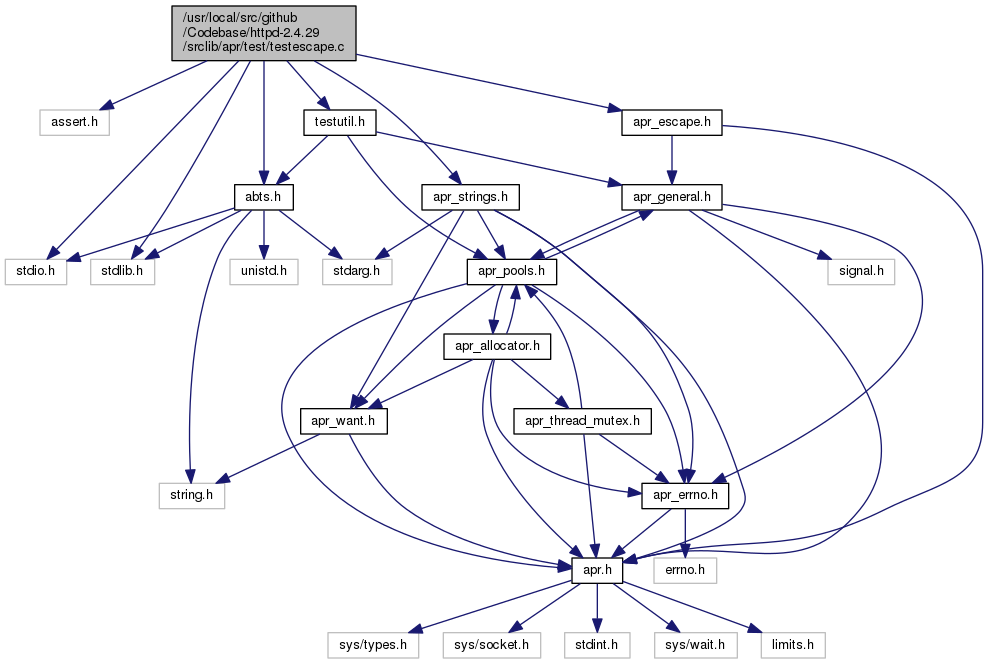 /usr/local/src/github
/Codebase/httpd-2.4.29
/srclib/apr/test/testescape.c
assert.h
testutil.h
apr_escape.h
abts.h
apr_strings.h
apr_general.h
stdio.h
stdlib.h
unistd.h
stdarg.h
apr_pools.h
signal.h
apr_allocator.h
apr_want.h
apr_thread_mutex.h
string.h
apr_errno.h
apr.h
errno.h
sys/types.h
sys/socket.h
stdint.h
sys/wait.h
limits.h